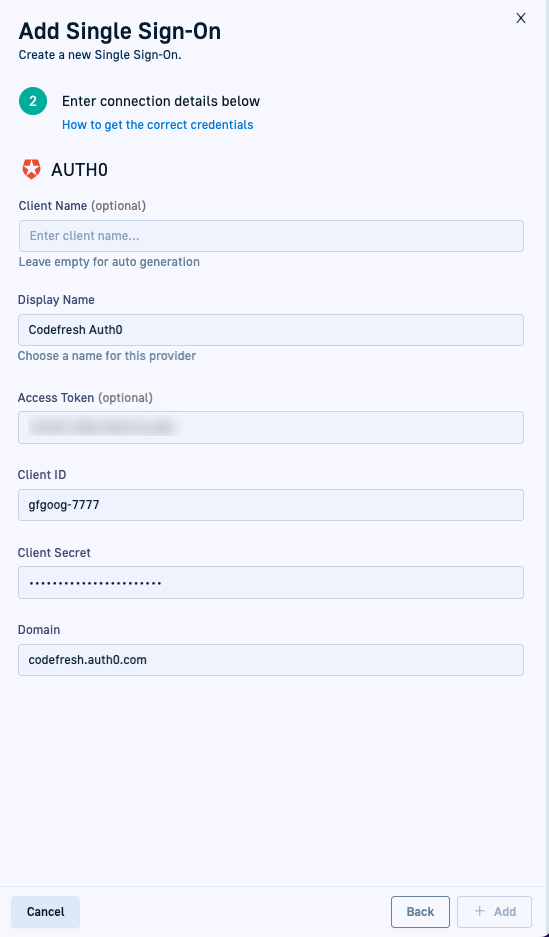 Add Single Sign-On
X
Create a new Single Sign-On.
2 Enter connection details below
How to get the correct credentials
AUTH0
Client Name (optional)
Enter client name...
Leave empty for auto generation
Display Name
Codefresh Auth0
Choose a name for this provider
Access Token (optional)
Client ID
gfgoog-7777
Client Secret
•••••••••••••••••••••••
Domain
codefresh.auth0.com
Cancel Back + Add